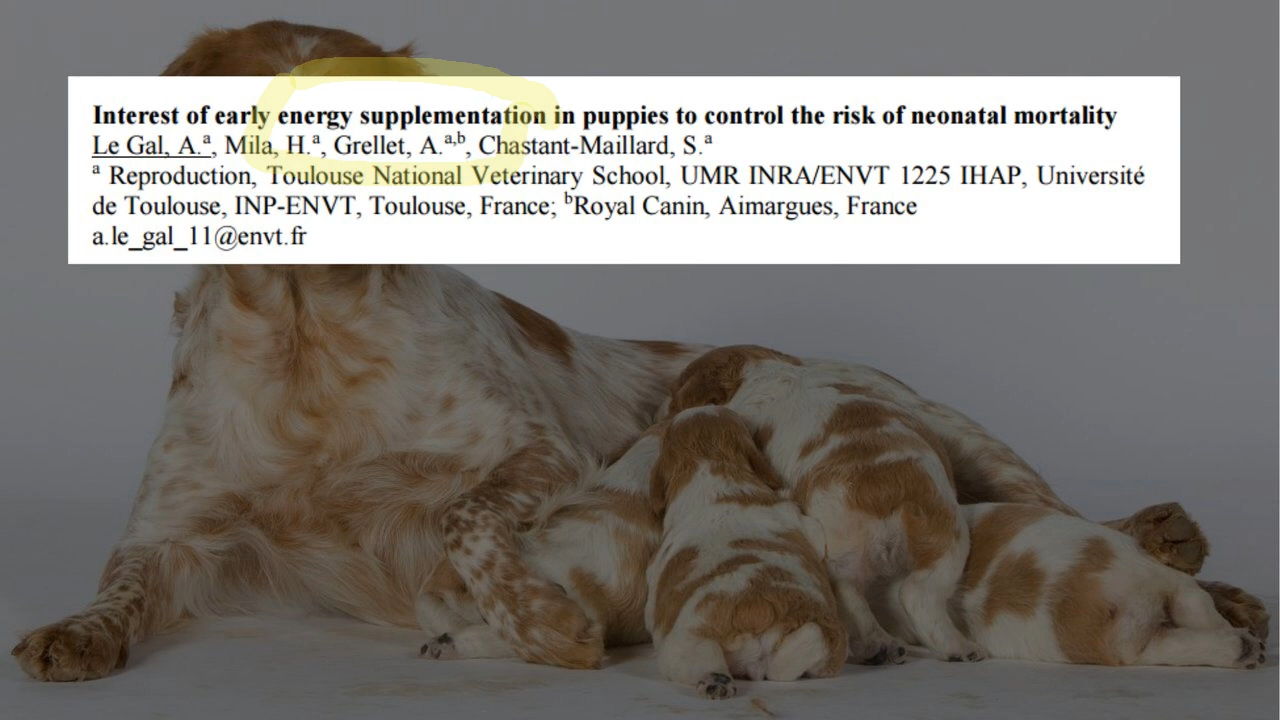 Interest of early energy supplementation in puppies to control the risk of neonatal mortality
Le Gal, A.ᵃ, Mila, H.ᵃ, Grellet, A.ᵃ,ᵇ, Chastant-Maillard, S.ᵃ
ᵃ Reproduction, Toulouse National Veterinary School, UMR INRA/ENVT 1225 IHAP, Université
de Toulouse, INP-ENVT, Toulouse, France; ᵇRoyal Canin, Aimargues, France
a.le_gal_11@envt.fr